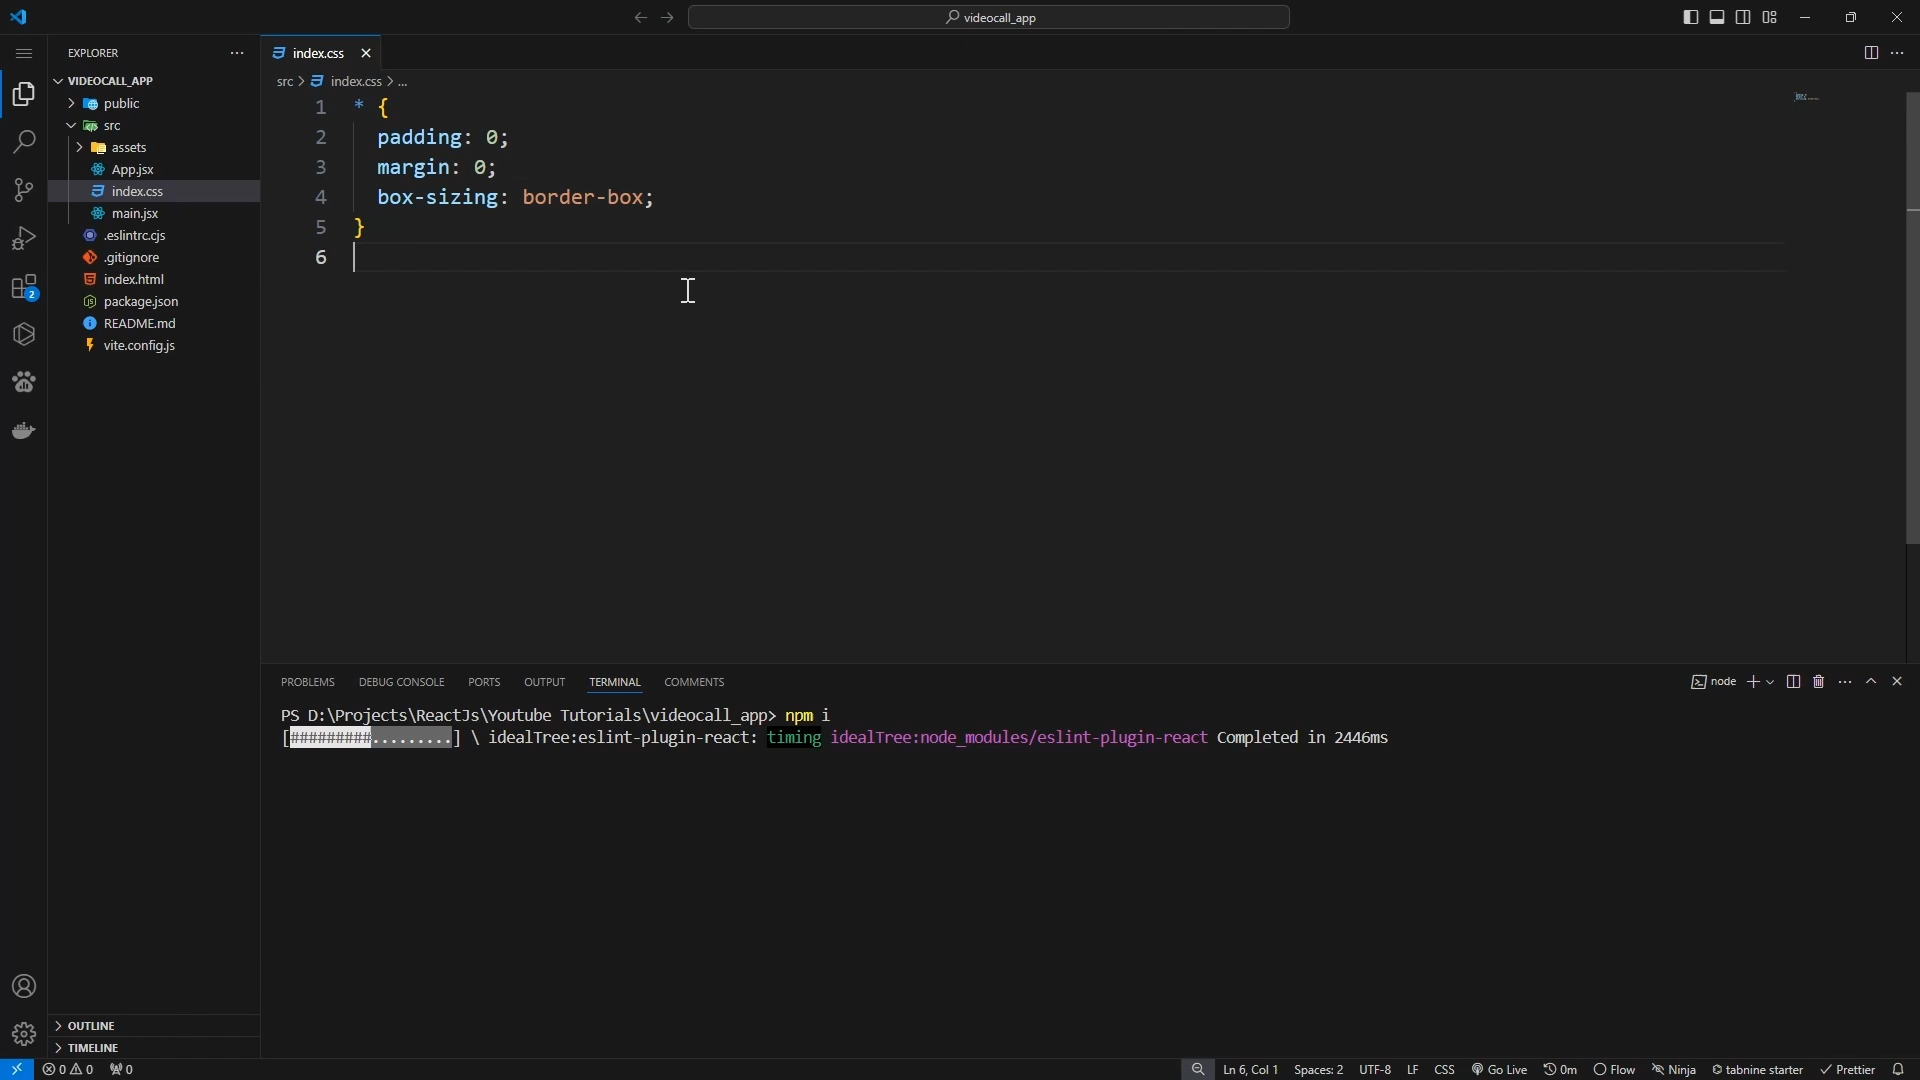 videocall_app
EXPLORER
index.css
VIDEOCALL_APP
public
src
assets
App.jsx
index.css
main.jsx
.eslintrc.cjs
.gitignore
index.html
package.json
README.md
vite.config.js
2
OUTLINE
TIMELINE
src > index.css > ...
1 * {
2 padding: 0;
3 margin: 0;
4 box-sizing: border-box;
5 }
6
PROBLEMS DEBUG CONSOLE PORTS OUTPUT TERMINAL COMMENTS
node
PS D:\Projects\ReactJs\Youtube Tutorials\videocall_app> npm i
[#########.........] \ idealTree:eslint-plugin-react: timing idealTree:node_modules/eslint-plugin-react Completed in 2446ms
0 0 0 Ln 6, Col 1 Spaces: 2 UTF-8 LF CSS Go Live 0m Flow Ninja tabnine starter Prettier